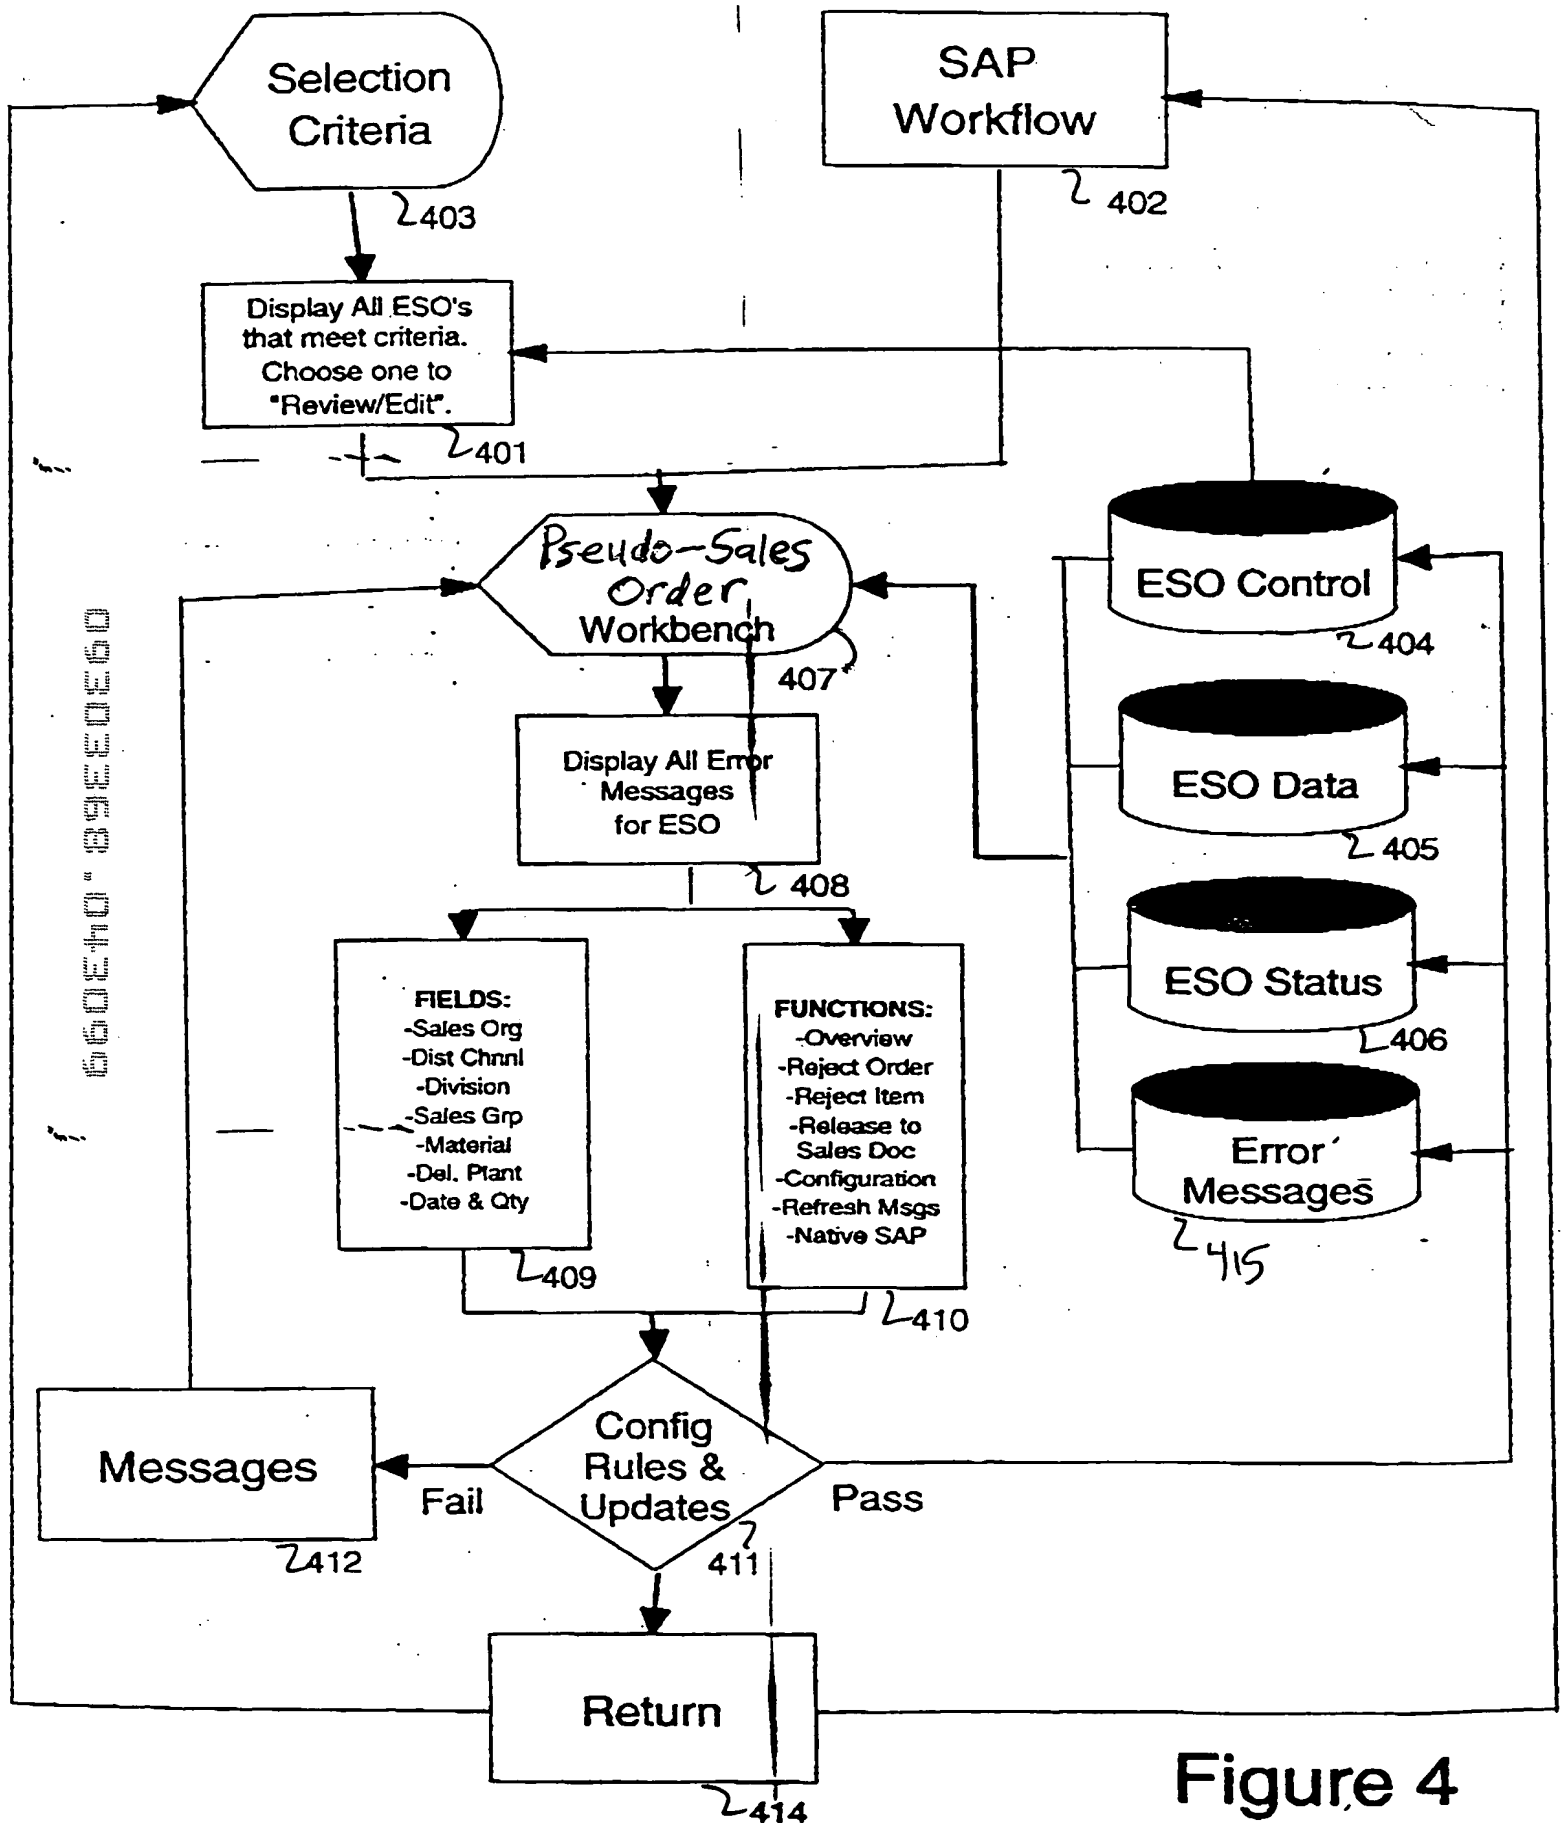 Selection
Criteria
403
SAP
Workflow
402
Display All ESO's
that meet criteria.
Choose one to
"Review/Edit".
401
Pseudo-Sales
Order
Workbench
407
ESO Control
404
ESO Data
405
ESO Status
406
Error
Messages
415
Display All Error
Messages
for ESO
408
FIELDS:
-Sales Org
-Dist Chnnl
-Division
-Sales Grp
-Material
-Del. Plant
-Date & Qty
409
FUNCTIONS:
-Overview
-Reject Order
-Reject Item
-Release to
Sales Doc
-Configuration
-Refresh Msgs
-Native SAP
410
Config
Rules &
Updates
411
Fail
Pass
Messages
412
Return
414
Figure 4